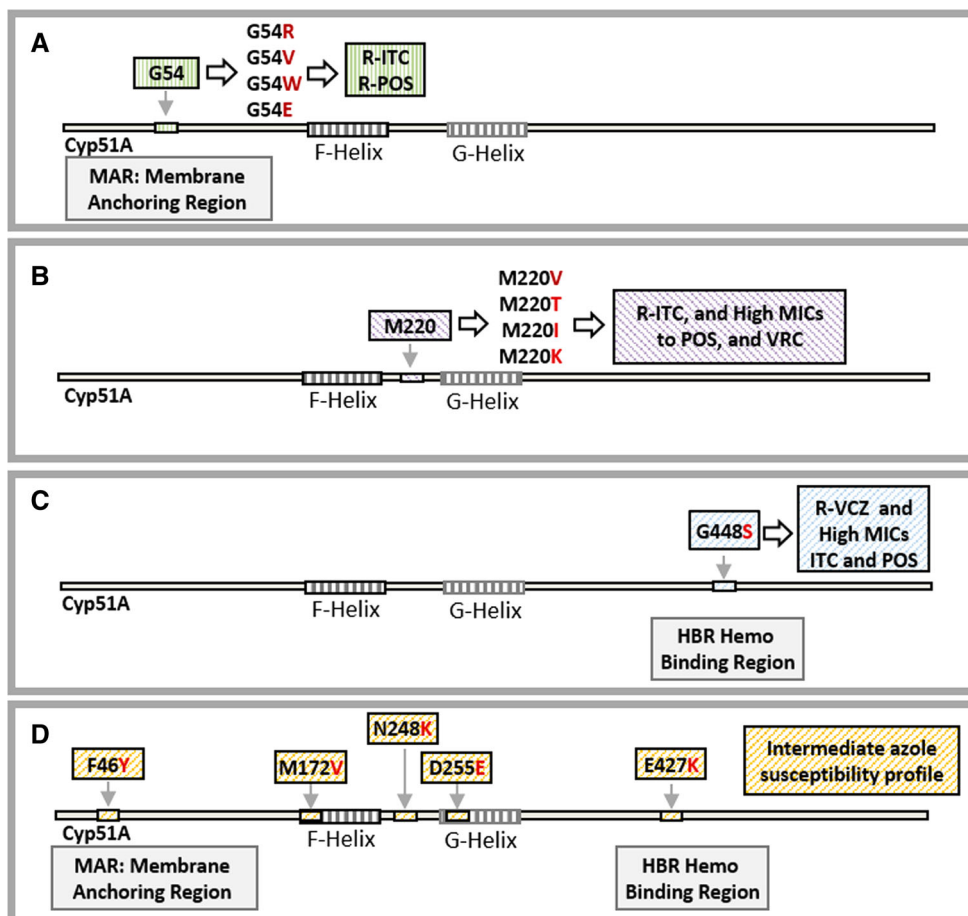 A
G54
G54R
G54V
G54W
G54E
R-ITC
R-POS
Cyp51A
F-Helix
G-Helix
MAR: Membrane
Anchoring Region
B
M220
M220V
M220T
M220I
M220K
R-ITC, and High MICs
to POS, and VRC
Cyp51A
F-Helix
G-Helix
C
G448S
R-VCZ and
High MICs
ITC and POS
Cyp51A
F-Helix
G-Helix
HBR Hemo
Binding Region
D
F46Y
M172V
N248K
D255E
E427K
Intermediate azole
susceptibility profile
Cyp51A
F-Helix
G-Helix
MAR: Membrane
Anchoring Region
HBR Hemo
Binding Region